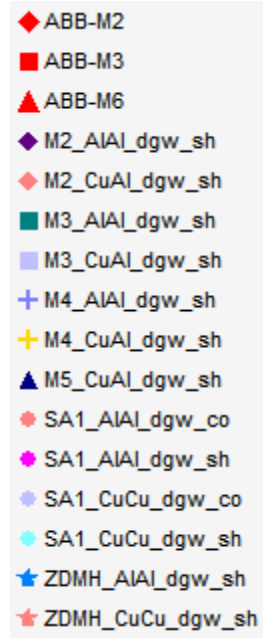 ABB-M2
ABB-M3
ABB-M6
M2_AlAl_dgw_sh
M2_CuAl_dgw_sh
M3_AlAl_dgw_sh
M3_CuAl_dgw_sh
M4_AlAl_dgw_sh
M4_CuAl_dgw_sh
M5_CuAl_dgw_sh
SA1_AlAl_dgw_co
SA1_AlAl_dgw_sh
SA1_CuCu_dgw_co
SA1_CuCu_dgw_sh
ZDMH_AlAl_dgw_sh
ZDMH_CuCu_dgw_sh